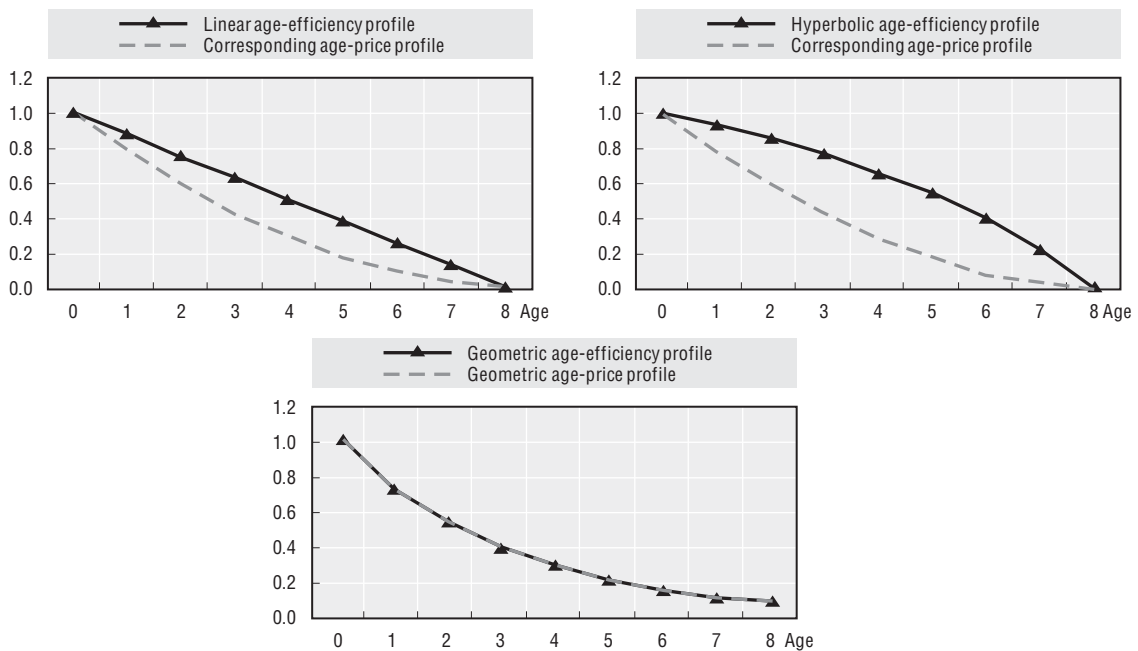 Linear age-efficiency profile
Corresponding age-price profile
1.2
1.0
0.8
0.6
0.4
0.2
0.0
0 1 2 3 4 5 6 7 8 Age
Hyperbolic age-efficiency profile
Corresponding age-price profile
1.2
1.0
0.8
0.6
0.4
0.2
0.0
0 1 2 3 4 5 6 7 8 Age
Geometric age-efficiency profile
Geometric age-price profile
1.2
1.0
0.8
0.6
0.4
0.2
0.0
0 1 2 3 4 5 6 7 8 Age